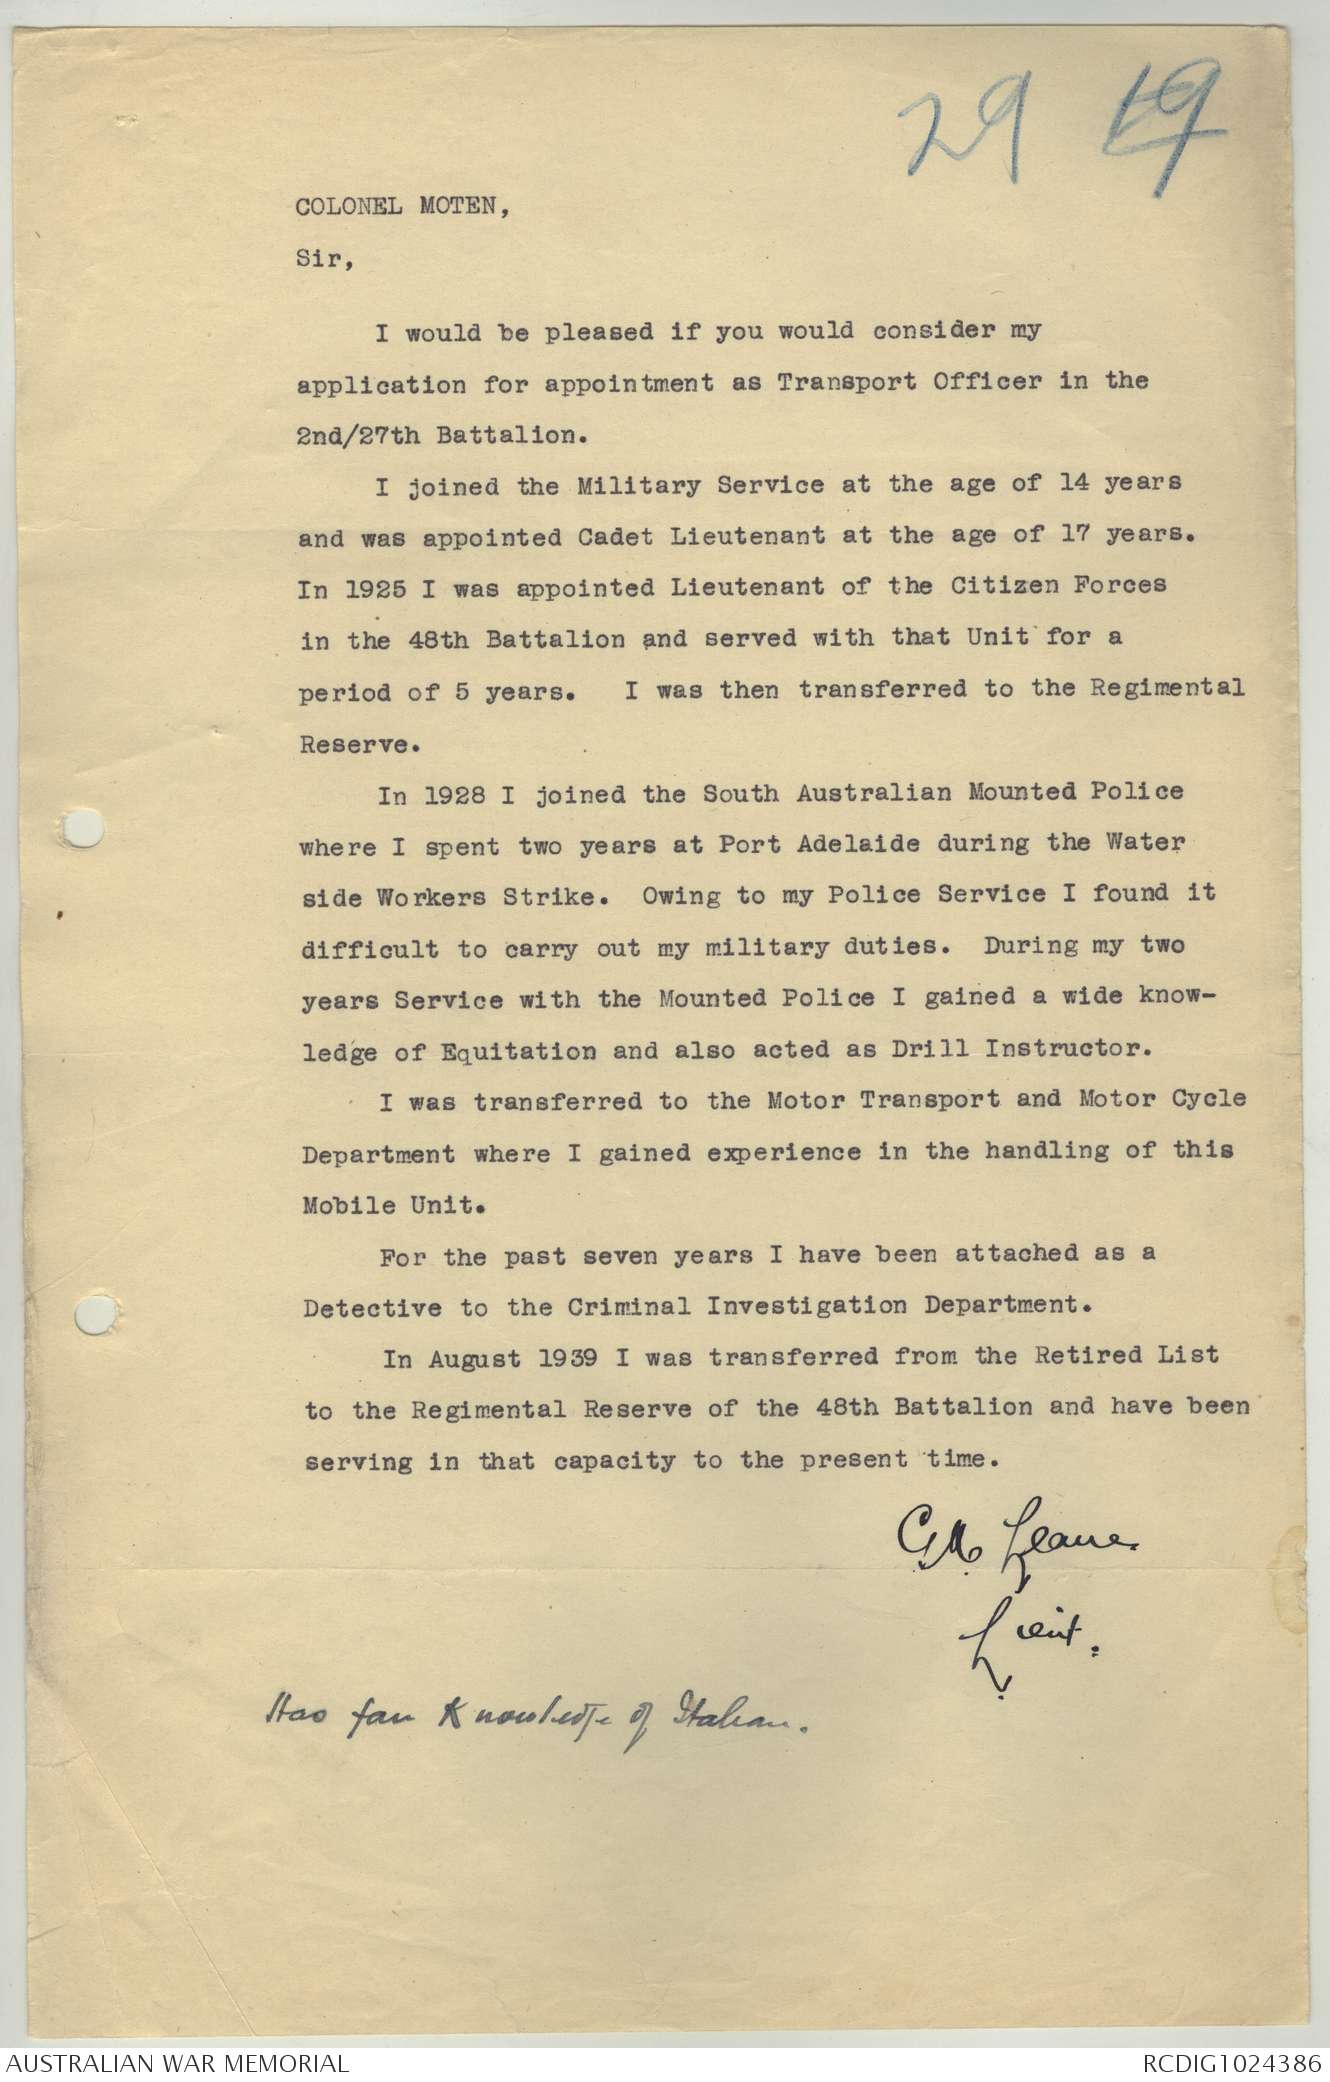 29 19
COLONEL MOTEN,
Sir,
I would be pleased if you would consider my
application for appointment as Transport Officer in the
2nd/27th Battalion.
I joined the Military Service at the age of 14 years
and was appointed Cadet Lieutenant at the age of 17 years.
In 1925 I was appointed Lieutenant of the Citizen Forces
in the 48th Battalion and served with that Unit for a
period of 5 years. I was then transferred to the Regimental
Reserve.
In 1928 I joined the South Australian Mounted Police
where I spent two years at Port Adelaide during the Water
side Workers Strike. Owing to my Police Service I found it
difficult to carry out my military duties. During my two
years Service with the Mounted Police I gained a wide know-
ledge of Equitation and also acted as Drill Instructor.
I was transferred to the Motor Transport and Motor Cycle
Department where I gained experience in the handling of this
Mobile Unit.
For the past seven years I have been attached as a
Detective to the Criminal Investigation Department.
In August 1939 I was transferred from the Retired List
to the Regimental Reserve of the 48th Battalion and have been
serving in that capacity to the present time.
G M Leane.
Lieut.
Has fair Knowledge of Italian.
AUSTRALIAN WAR MEMORIAL RCDIG1024386